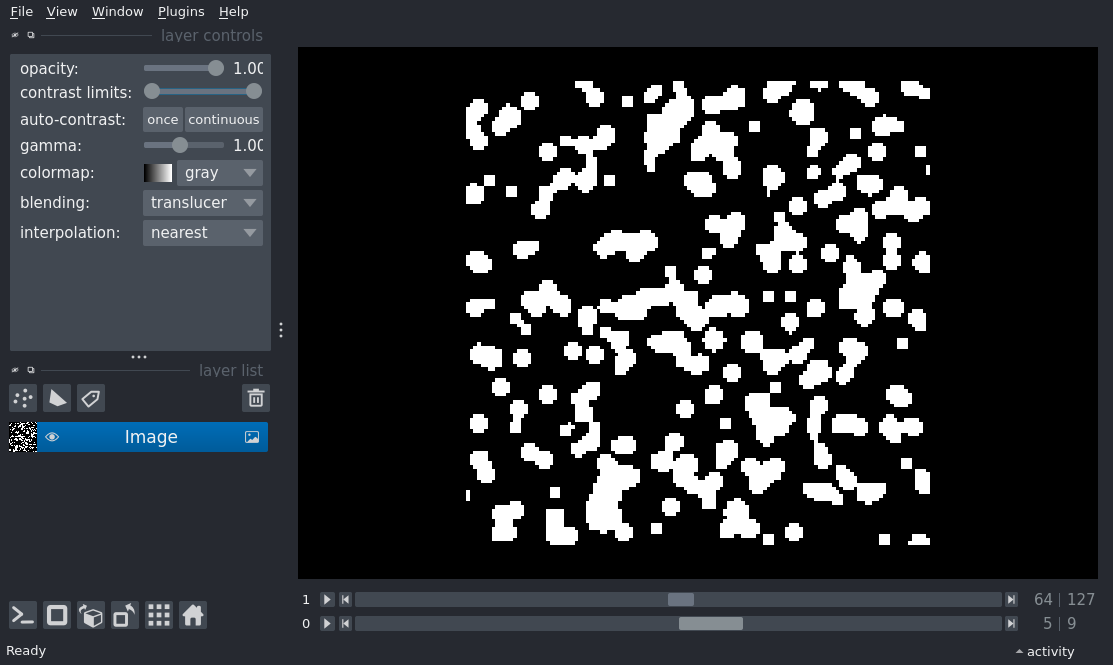 File View Window Plugins Help
layer controls
opacity: 1.00
contrast limits:
auto-contrast: once continuous
gamma: 1.00
colormap: gray
blending: translucer
interpolation: nearest
layer list
Image
1 64 | 127
0 5 | 9
Ready activity